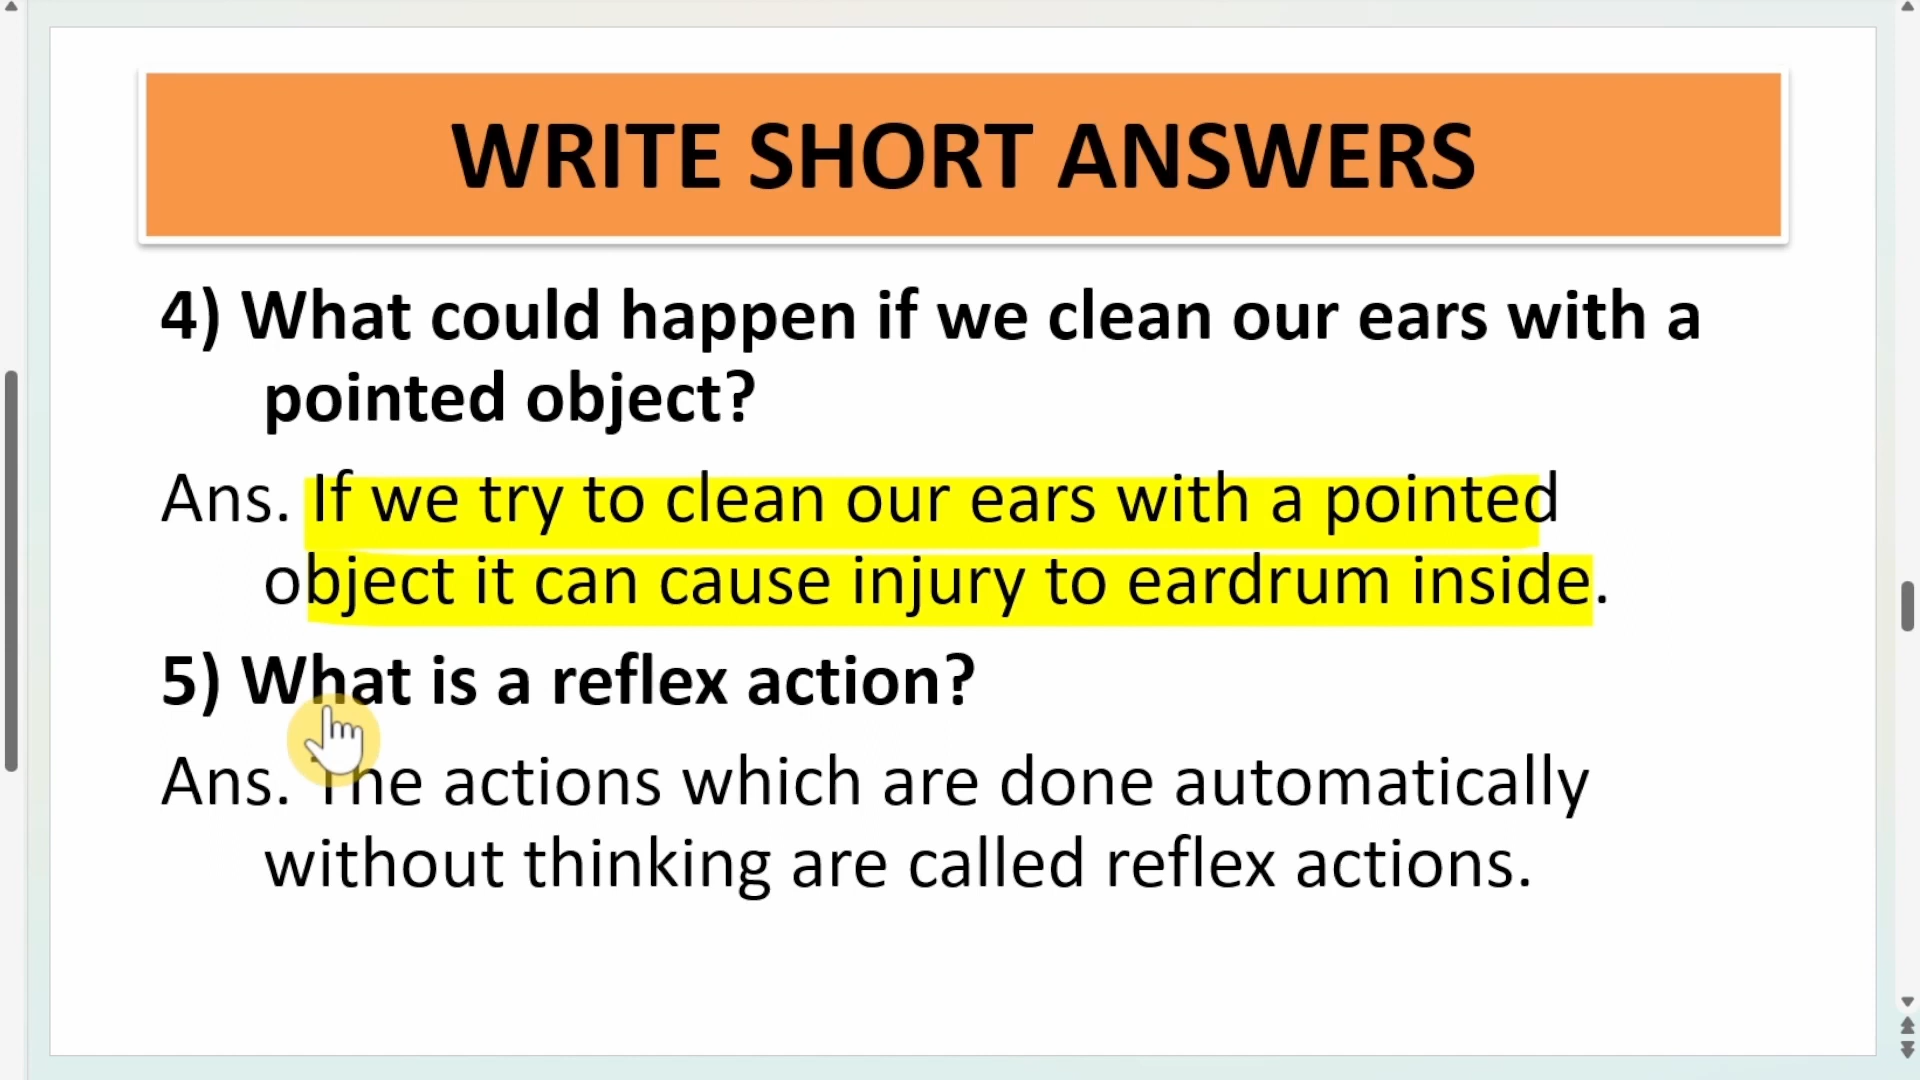 WRITE SHORT ANSWERS
4) What could happen if we clean our ears with a
pointed object?
Ans. If we try to clean our ears with a pointed
object it can cause injury to eardrum inside.
5) What is a reflex action?
Ans. The actions which are done automatically
without thinking are called reflex actions.